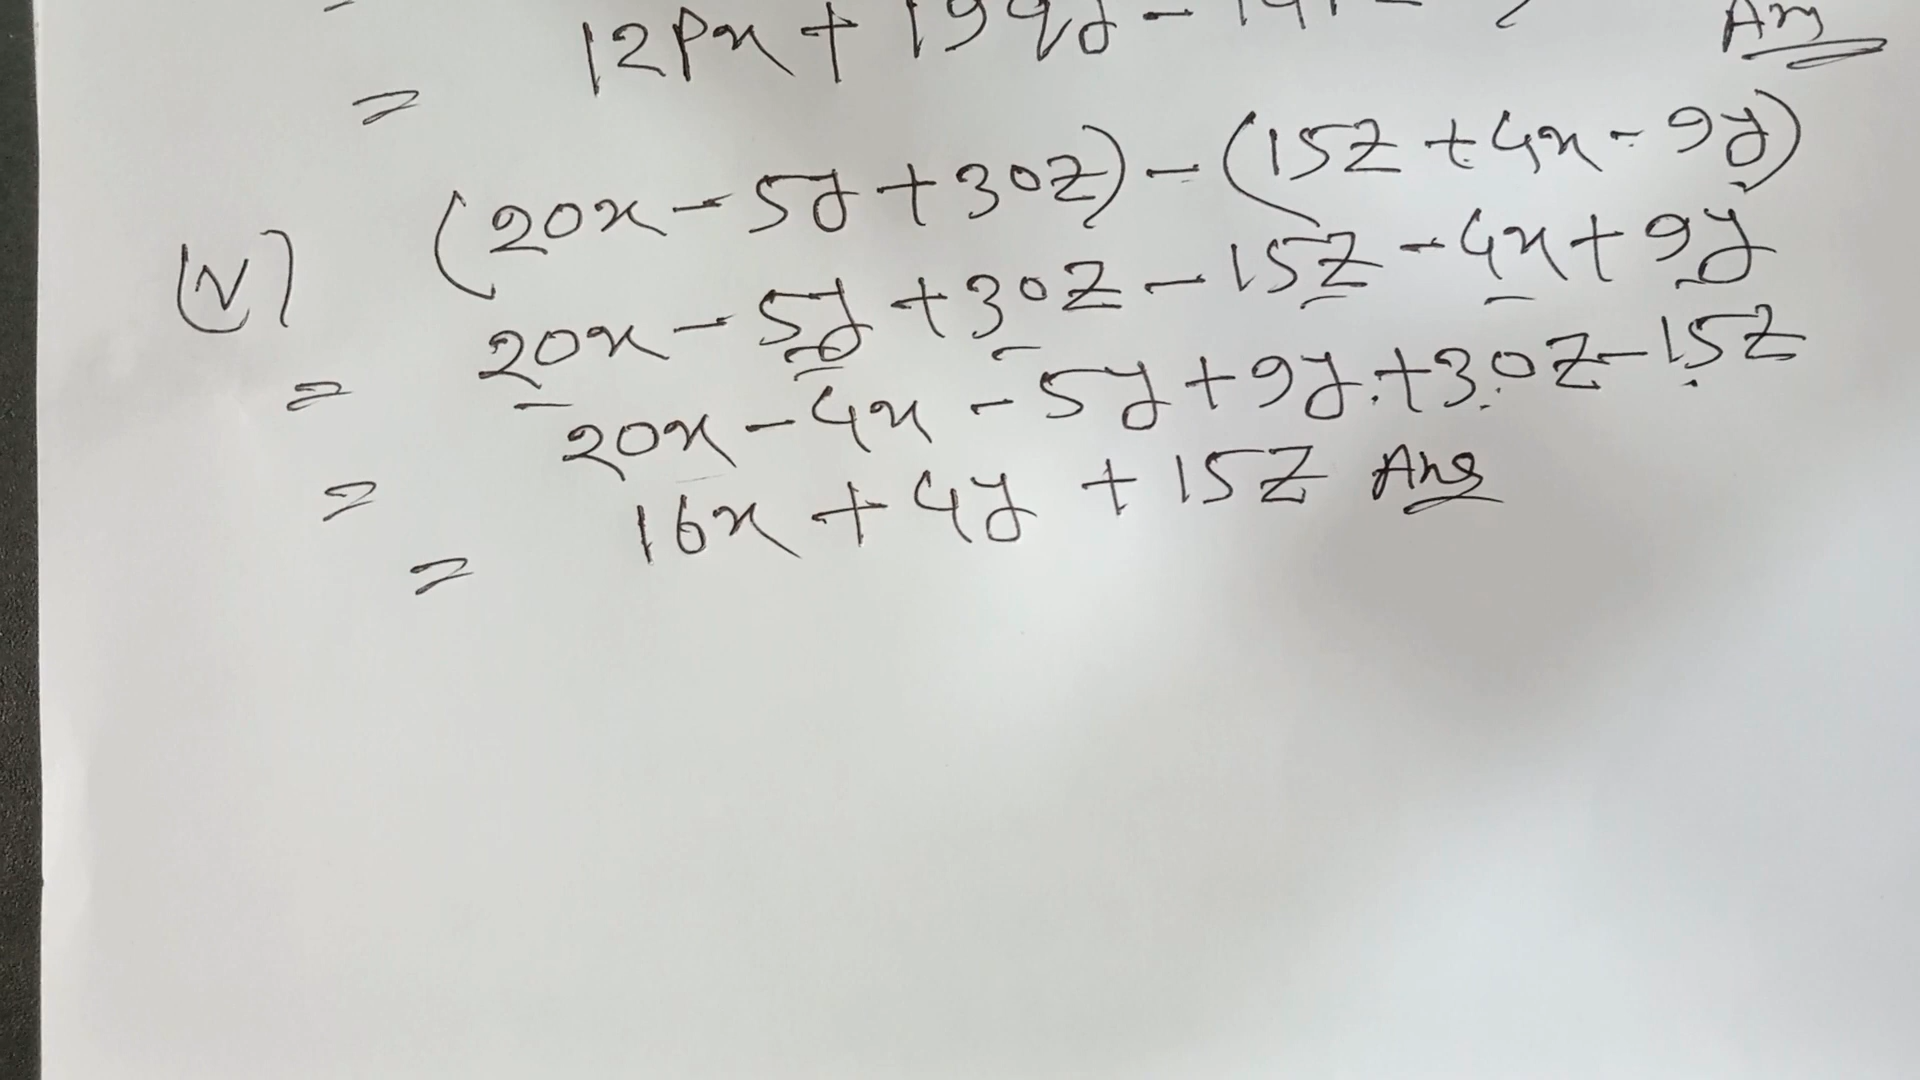 = 12px + 19qy - Ans
(v) (20x - 5y + 30z) - (15z + 4x - 9y)
= 20x - 5y + 30z - 15z - 4x + 9y
= 20x - 4x - 5y + 9y + 30z - 15z
= 16x + 4y + 15z Ans